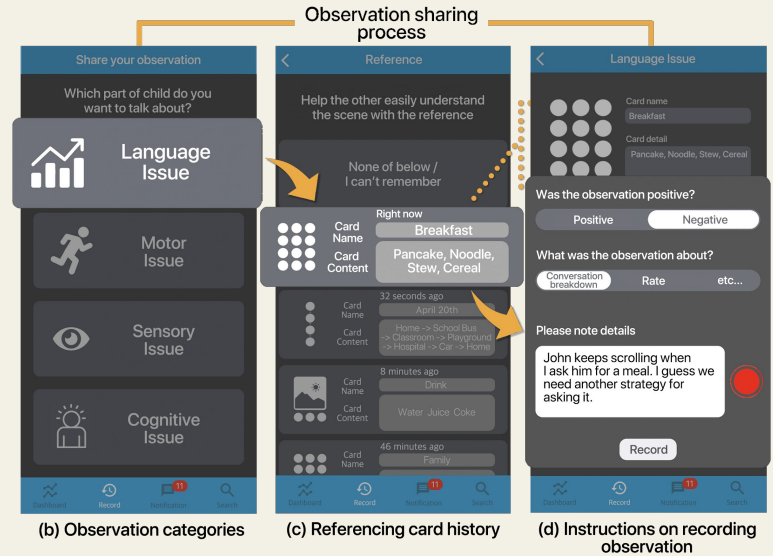 Observation sharing
process
Share your observation
Which part of child do you
want to talk about?
Language
Issue
Motor
Issue
Sensory
Issue
Cognitive
Issue
Dashboard
Record
11
Notification
Search
(b) Observation categories
Reference
Help the other easily understand
the scene with the reference
None of below /
I can't remember
Right now
Card
Name
Breakfast
Card
Content
Pancake, Noodle,
Stew, Cereal
32 seconds ago
Card
Name
April 20th
Card
Content
Home -> School Bus
-> Classroom -> Playground
-> Hospital -> Car -> Home
8 minutes ago
Card
Name
Drink
Card
Content
Water Juice Coke
46 minutes ago
Card
Name
Family
Dashboard
Record
11
Notification
Search
(c) Referencing card history
Language Issue
Card name
Breakfast
Card detail
Pancake, Noodle, Stew, Cereal
Was the observation positive?
Positive
Negative
What was the observation about?
Conversation
breakdown
Rate
etc...
Please note details
John keeps scrolling when
I ask him for a meal. I guess we
need another strategy for
asking it.
Record
Dashboard
Record
11
Notification
Search
(d) Instructions on recording
observation